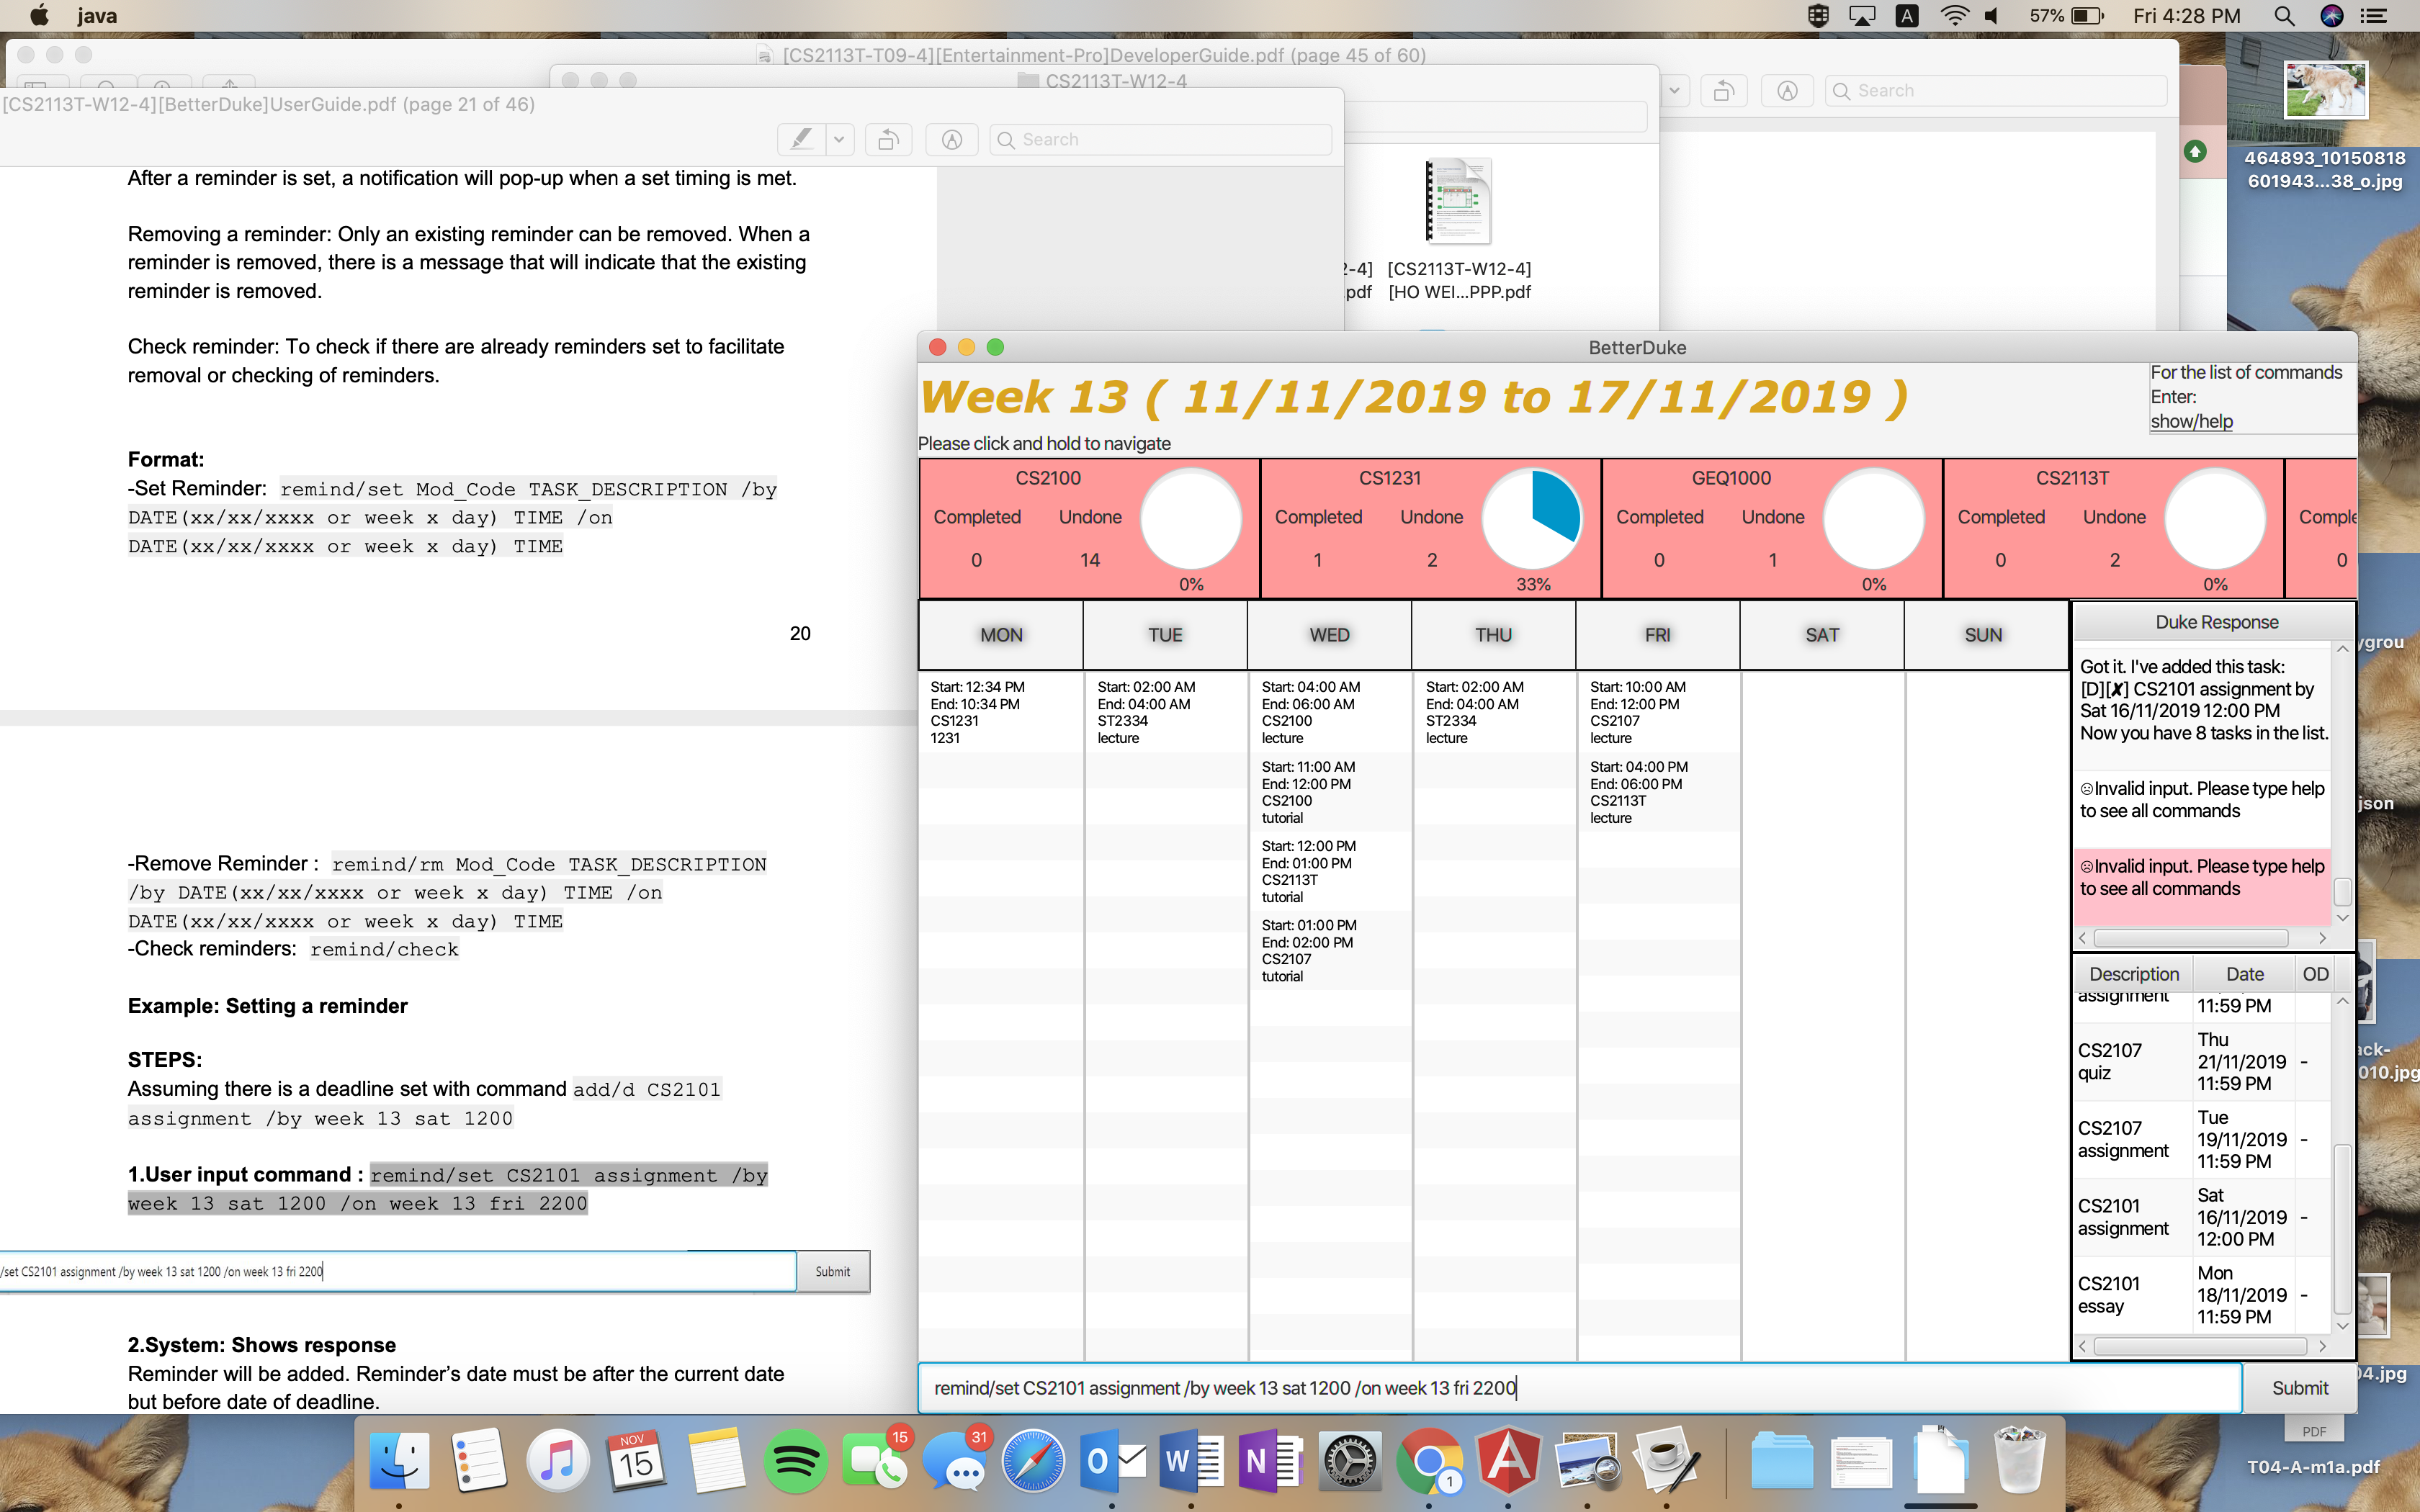 java
57%
Fri 4:28 PM
[CS2113T-T09-4][Entertainment-Pro]DeveloperGuide.pdf (page 45 of 60)
CS2113T-W12-4
Search
[CS2113T-W12-4][BetterDuke]UserGuide.pdf (page 21 of 46)
Search
464893_10150818
601943...38_o.jpg
After a reminder is set, a notification will pop-up when a set timing is met.
Removing a reminder: Only an existing reminder can be removed. When a
reminder is removed, there is a message that will indicate that the existing
reminder is removed.
Check reminder: To check if there are already reminders set to facilitate
removal or checking of reminders.
Format:
-Set Reminder: remind/set Mod_Code TASK_DESCRIPTION /by
DATE(xx/xx/xxxx or week x day) TIME /on
DATE(xx/xx/xxxx or week x day) TIME
20
-Remove Reminder : remind/rm Mod_Code TASK_DESCRIPTION
/by DATE(xx/xx/xxxx or week x day) TIME /on
DATE(xx/xx/xxxx or week x day) TIME
-Check reminders: remind/check
Example: Setting a reminder
STEPS:
Assuming there is a deadline set with command add/d CS2101
assignment /by week 13 sat 1200
1.User input command : remind/set CS2101 assignment /by
week 13 sat 1200 /on week 13 fri 2200
/set CS2101 assignment /by week 13 sat 1200 /on week 13 fri 2200
Submit
2.System: Shows response
Reminder will be added. Reminder's date must be after the current date
but before date of deadline.
2-4]
.pdf
[CS2113T-W12-4]
[HO WEI...PPP.pdf
BetterDuke
Week 13 ( 11/11/2019 to 17/11/2019 )
For the list of commands
Enter:
show/help
Please click and hold to navigate
CS2100
Completed Undone
0 14
0%
CS1231
Completed Undone
1 2
33%
GEQ1000
Completed Undone
0 1
0%
CS2113T
Completed Undone
0 2
0%
Comple
0
MON TUE WED THU FRI SAT SUN
Start: 12:34 PM
End: 10:34 PM
CS1231
1231
Start: 02:00 AM
End: 04:00 AM
ST2334
lecture
Start: 04:00 AM
End: 06:00 AM
CS2100
lecture
Start: 11:00 AM
End: 12:00 PM
CS2100
tutorial
Start: 12:00 PM
End: 01:00 PM
CS2113T
tutorial
Start: 01:00 PM
End: 02:00 PM
CS2107
tutorial
Start: 02:00 AM
End: 04:00 AM
ST2334
lecture
Start: 10:00 AM
End: 12:00 PM
CS2107
lecture
Start: 04:00 PM
End: 06:00 PM
CS2113T
lecture
Duke Response
Got it. I've added this task:
[D][✘] CS2101 assignment by
Sat 16/11/2019 12:00 PM
Now you have 8 tasks in the list.
☹Invalid input. Please type help
to see all commands
☹Invalid input. Please type help
to see all commands
Description Date OD
assignment
11:59 PM
CS2107
quiz
Thu
21/11/2019
11:59 PM
-
CS2107
assignment
Tue
19/11/2019
11:59 PM
-
CS2101
assignment
Sat
16/11/2019
12:00 PM
-
CS2101
essay
Mon
18/11/2019
11:59 PM
-
remind/set CS2101 assignment /by week 13 sat 1200 /on week 13 fri 2200
Submit
ygrou
json
ack-
010.jpg
04.jpg
PDF
T04-A-m1a.pdf
NOV
15
15
31
1